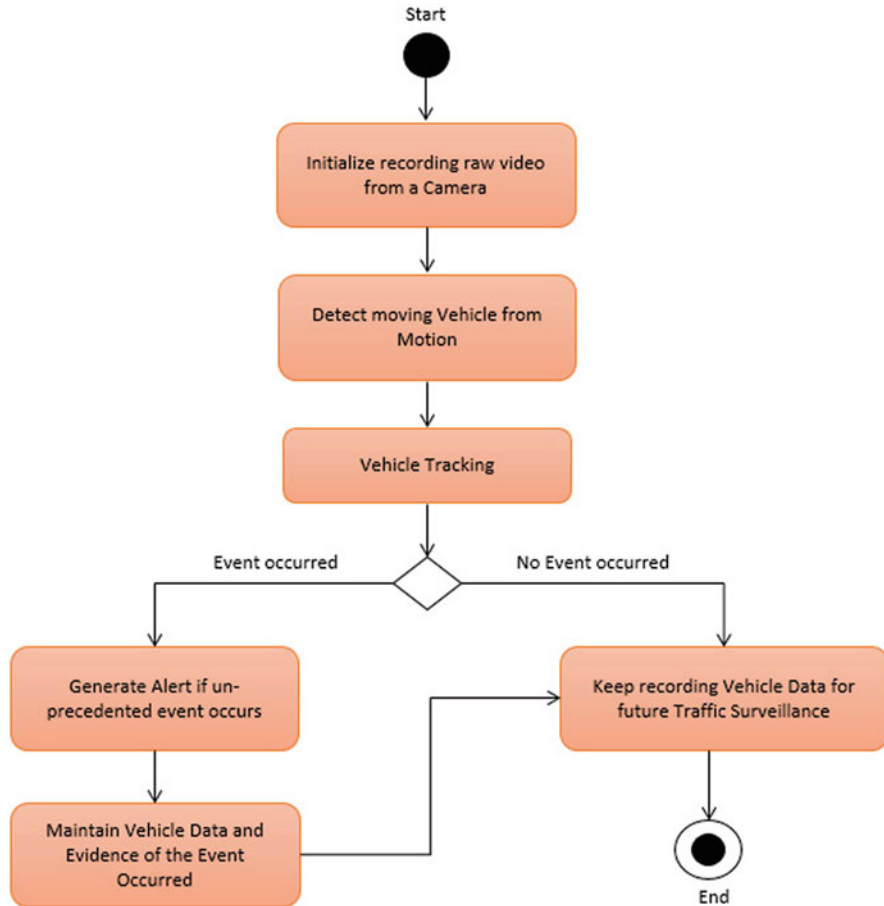 Start
Initialize recording raw video
from a Camera
Detect moving Vehicle from
Motion
Vehicle Tracking
Event occurred
No Event occurred
Generate Alert if un-
precedented event occurs
Keep recording Vehicle Data for
future Traffic Surveillance
Maintain Vehicle Data and
Evidence of the Event
Occurred
End